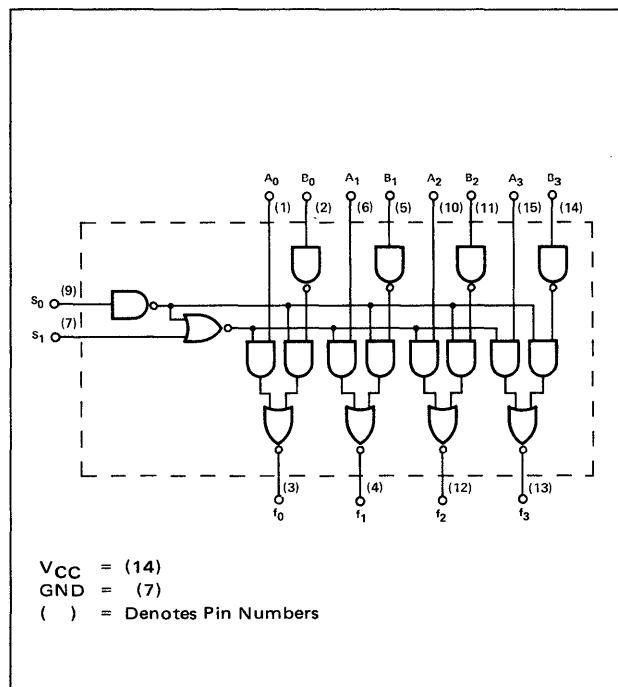 A0 B0 A1 B1 A2 B2 A3 B3
(1) (2) (6) (5) (10) (11) (15) (14)
(9)
S0
(7)
S1
(3) (4) (12) (13)
f0 f1 f2 f3
VCC = (14)
GND = (7)
( ) = Denotes Pin Numbers